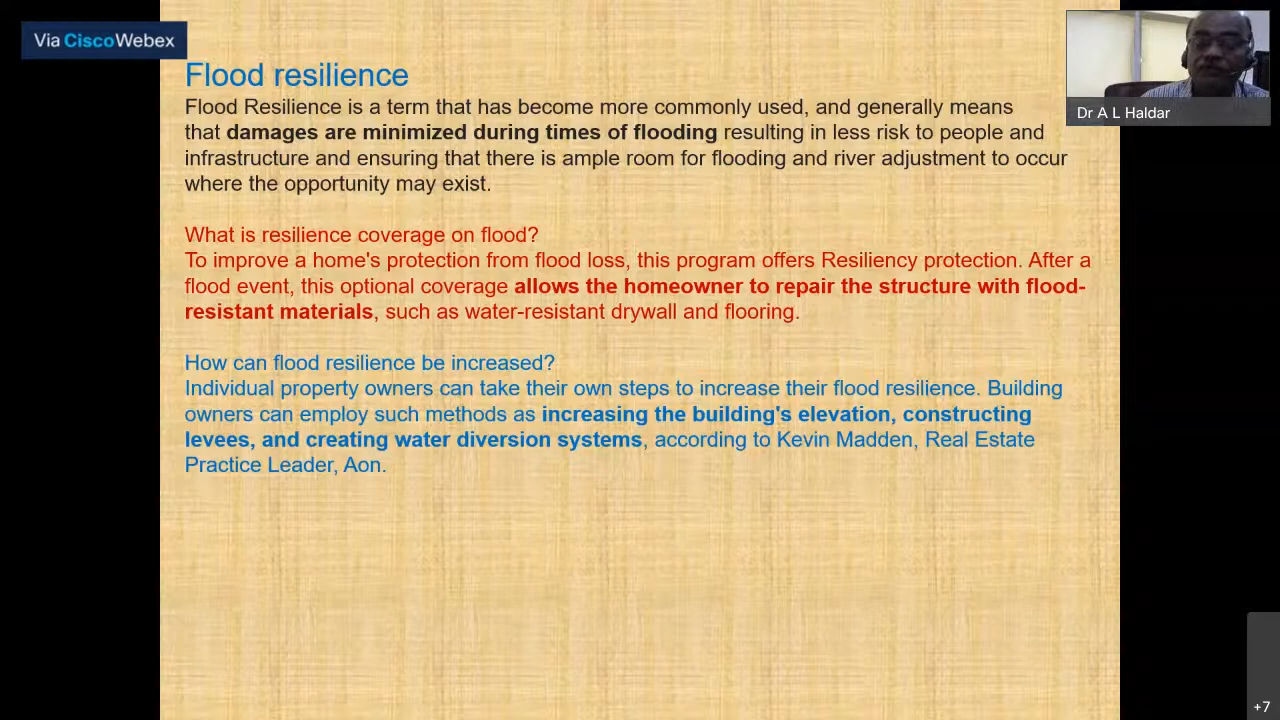 Via CiscoWebex
Dr A L Haldar
Flood resilience
Flood Resilience is a term that has become more commonly used, and generally means
that damages are minimized during times of flooding resulting in less risk to people and
infrastructure and ensuring that there is ample room for flooding and river adjustment to occur
where the opportunity may exist.
What is resilience coverage on flood?
To improve a home's protection from flood loss, this program offers Resiliency protection. After a
flood event, this optional coverage allows the homeowner to repair the structure with flood-
resistant materials, such as water-resistant drywall and flooring.
How can flood resilience be increased?
Individual property owners can take their own steps to increase their flood resilience. Building
owners can employ such methods as increasing the building's elevation, constructing
levees, and creating water diversion systems, according to Kevin Madden, Real Estate
Practice Leader, Aon.
+7